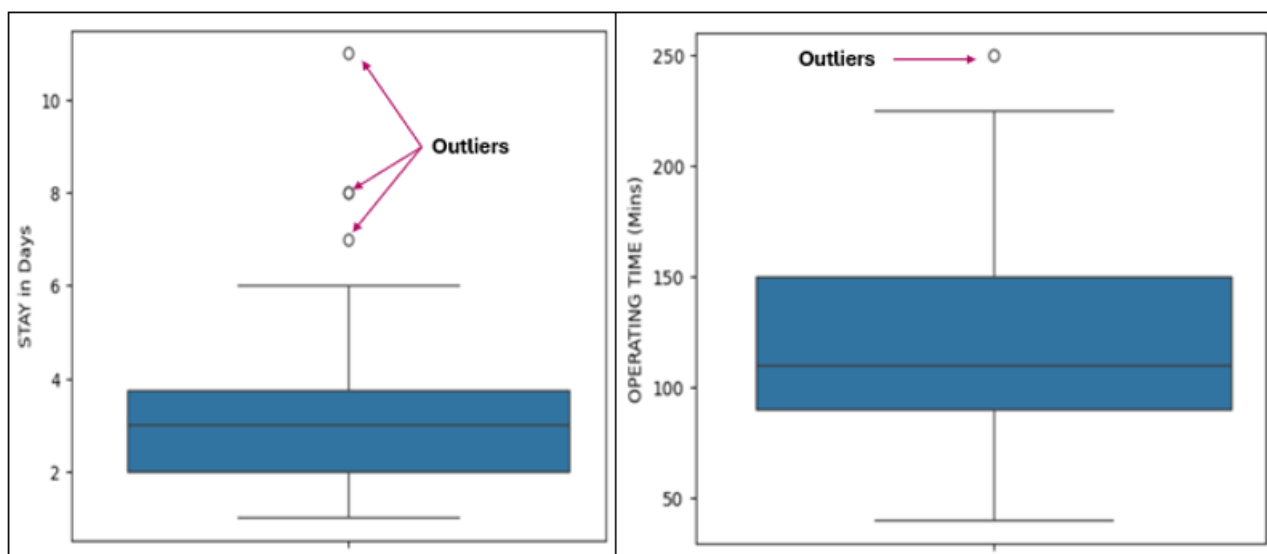 STAY in Days
10
8
6
4
2
Outliers
OPERATING TIME (Mins)
250
200
150
100
50
Outliers